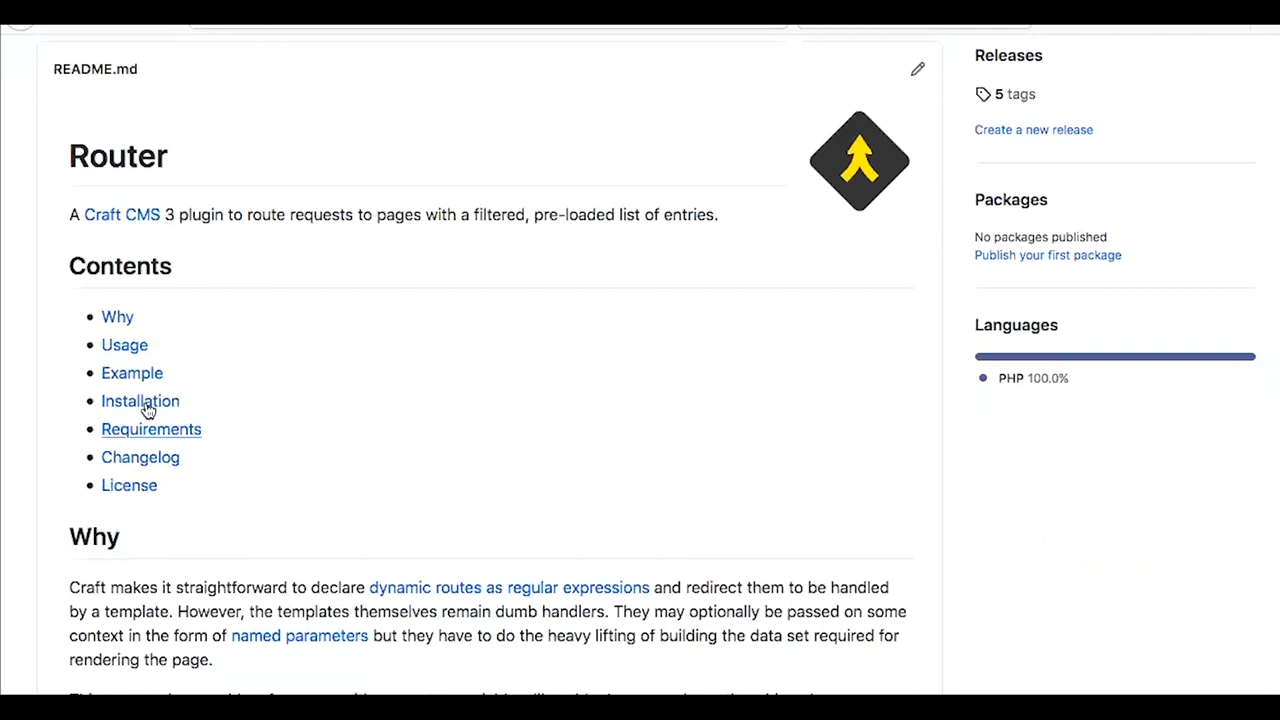 README.md
Router
A Craft CMS 3 plugin to route requests to pages with a filtered, pre-loaded list of entries.
Contents
Why
Usage
Example
Installation
Requirements
Changelog
License
Why
Craft makes it straightforward to declare dynamic routes as regular expressions and redirect them to be handled
by a template. However, the templates themselves remain dumb handlers. They may optionally be passed on some
context in the form of named parameters but they have to do the heavy lifting of building the data set required for
rendering the page.
Releases
5 tags
Create a new release
Packages
No packages published
Publish your first package
Languages
PHP 100.0%